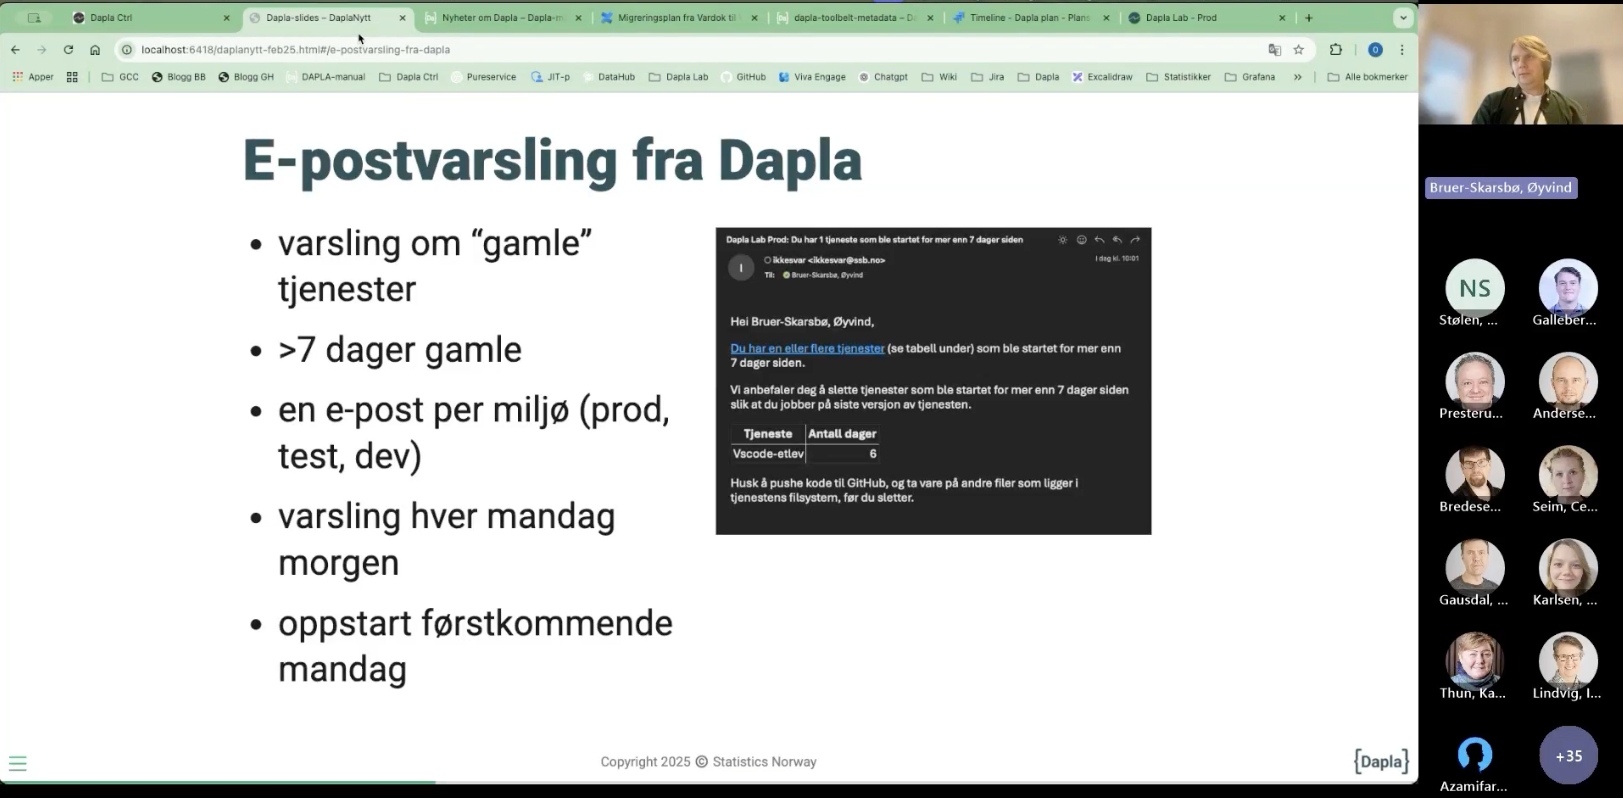 Dapla Ctrl
Dapla-slides – DaplaNytt
Nyheter om Dapla – Dapla-m
Migreringsplan fra Vardok til
dapla-toolbelt-metadata – D
Timeline - Dapla plan - Plans
Dapla Lab - Prod
localhost:6418/daplanytt-feb25.html#/e-postvarsling-fra-dapla
Apper
GCC
Blogg BB
Blogg GH
DAPLA-manual
Dapla Ctrl
Pureservice
JIT-p
DataHub
Dapla Lab
GitHub
Viva Engage
Chatgpt
Wiki
Jira
Dapla
Excalidraw
Statistikker
Grafana
»
Alle bokmerker
E-postvarsling fra Dapla
• varsling om “gamle”
tjenester
• >7 dager gamle
• en e-post per miljø (prod,
test, dev)
• varsling hver mandag
morgen
• oppstart førstkommende
mandag
Dapla Lab Prod: Du har 1 tjeneste som ble startet for mer enn 7 dager siden
I
ikkesvar <ikkesvar@ssb.no>
I dag kl. 10:01
Til: Bruer-Skarsbø, Øyvind
Hei Bruer-Skarsbø, Øyvind,
Du har en eller flere tjenester (se tabell under) som ble startet for mer enn
7 dager siden.
Vi anbefaler deg å slette tjenester som ble startet for mer enn 7 dager siden
slik at du jobber på siste versjon av tjenesten.
Tjeneste Antall dager
Vscode-etlev 6
Husk å pushe kode til GitHub, og ta vare på andre filer som ligger i
tjenestens filsystem, før du sletter.
Copyright 2025 © Statistics Norway
{Dapla}
Bruer-Skarsbø, Øyvind
NS
Stølen, ...
Galleber...
Presteru...
Anderse...
Bredese...
Seim, Ce...
Gausdal, ...
Karlsen, ...
Thun, Ka...
Lindvig, I...
Azamifar...
+35